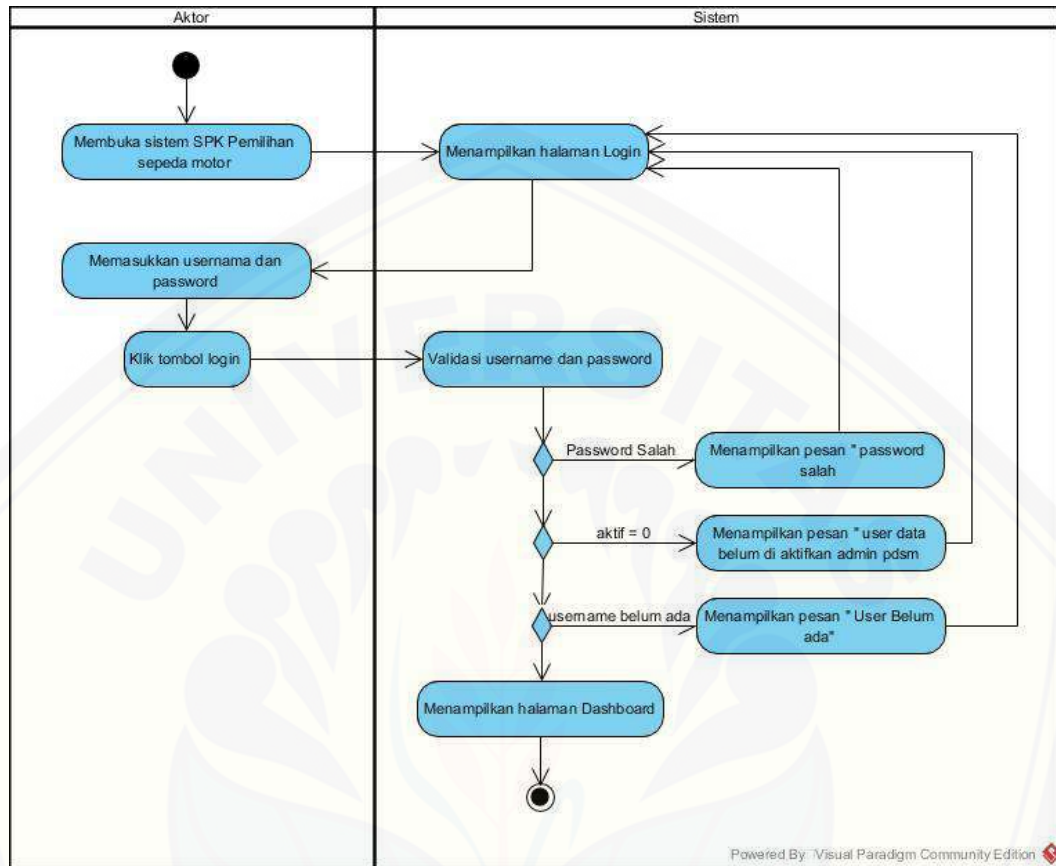 Aktor
Sistem
Membuka sistem SPK Pemilihan
sepeda motor
Menampilkan halaman Login
Memasukkan usernama dan
password
Klik tombol login
Validasi username dan password
Password Salah
Menampilkan pesan " password
salah
aktif = 0
Menampilkan pesan " user data
belum di aktifkan admin pdsm
username belum ada
Menampilkan pesan " User Belum
ada"
Menampilkan halaman Dashboard
UNIVERSITAS
Powered By Visual Paradigm Community Edition